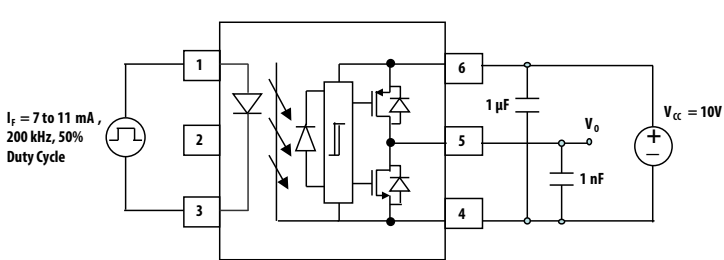 1
6
I_F = 7 to 11 mA ,
200 kHz, 50%
Duty Cycle
1 µF
V_CC = 10V
V_o
2
5
1 nF
3
4